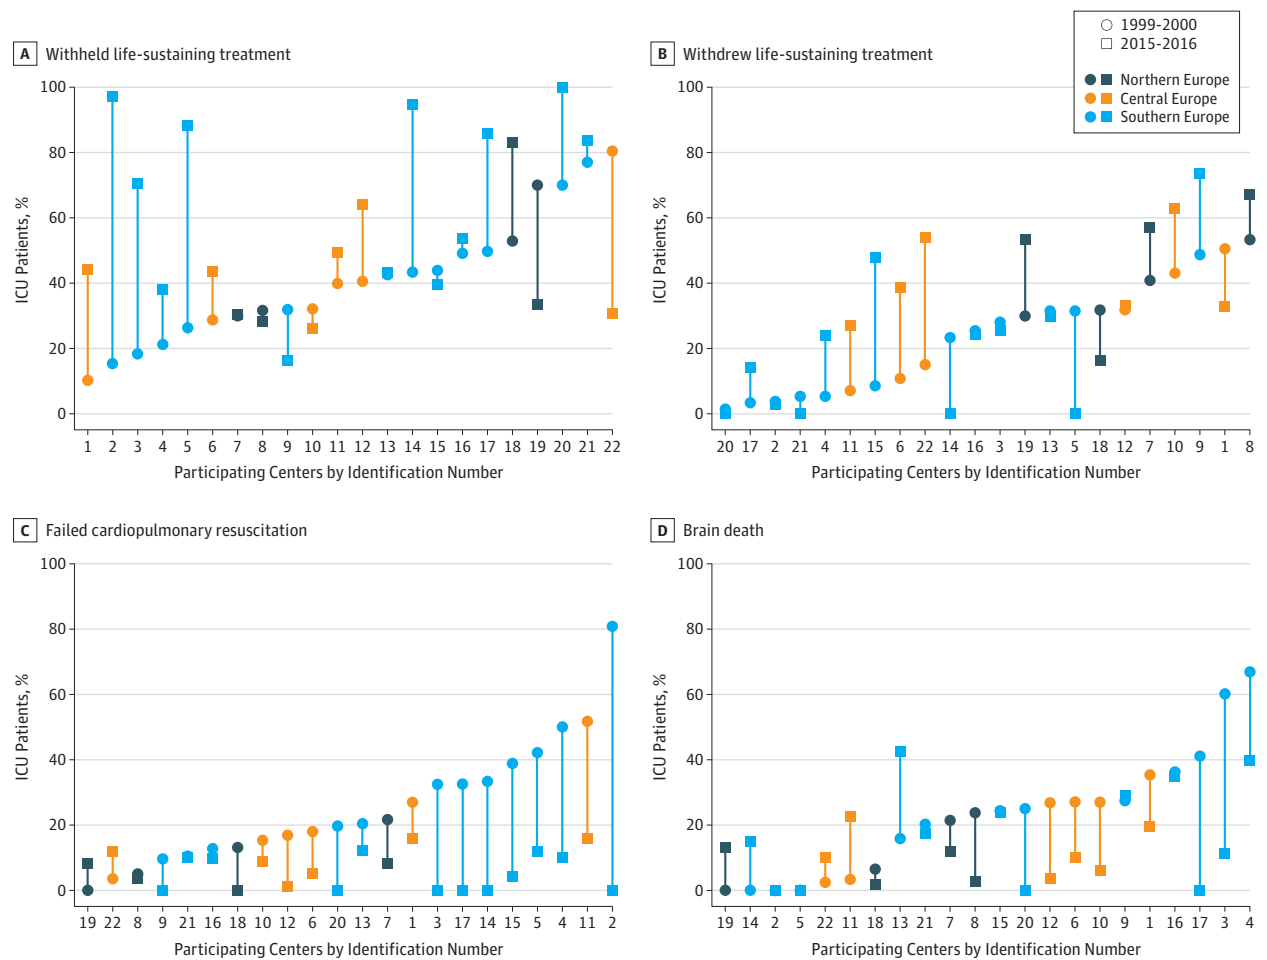 1999-2000
2015-2016
Northern Europe
Central Europe
Southern Europe
A Withheld life-sustaining treatment
100
80
60
40
20
0
ICU Patients, %
1 2 3 4 5 6 7 8 9 10 11 12 13 14 15 16 17 18 19 20 21 22
Participating Centers by Identification Number
B Withdrew life-sustaining treatment
100
80
60
40
20
0
ICU Patients, %
20 17 2 21 4 11 15 6 22 14 16 3 19 13 5 18 12 7 10 9 1 8
Participating Centers by Identification Number
C Failed cardiopulmonary resuscitation
100
80
60
40
20
0
ICU Patients, %
19 22 8 9 21 16 18 10 12 6 20 13 7 1 3 17 14 15 5 4 11 2
Participating Centers by Identification Number
D Brain death
100
80
60
40
20
0
ICU Patients, %
19 14 2 5 22 11 18 13 21 7 8 15 20 12 6 10 9 1 16 17 3 4
Participating Centers by Identification Number